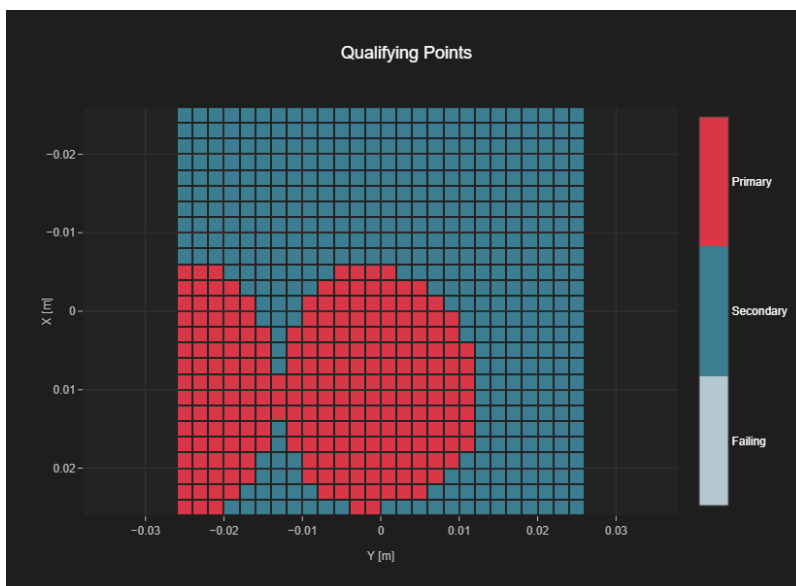 Qualifying Points
−0.02
−0.01
0
0.01
0.02
X [m]
−0.03
−0.02
−0.01
0
0.01
0.02
0.03
Y [m]
Primary
Secondary
Failing